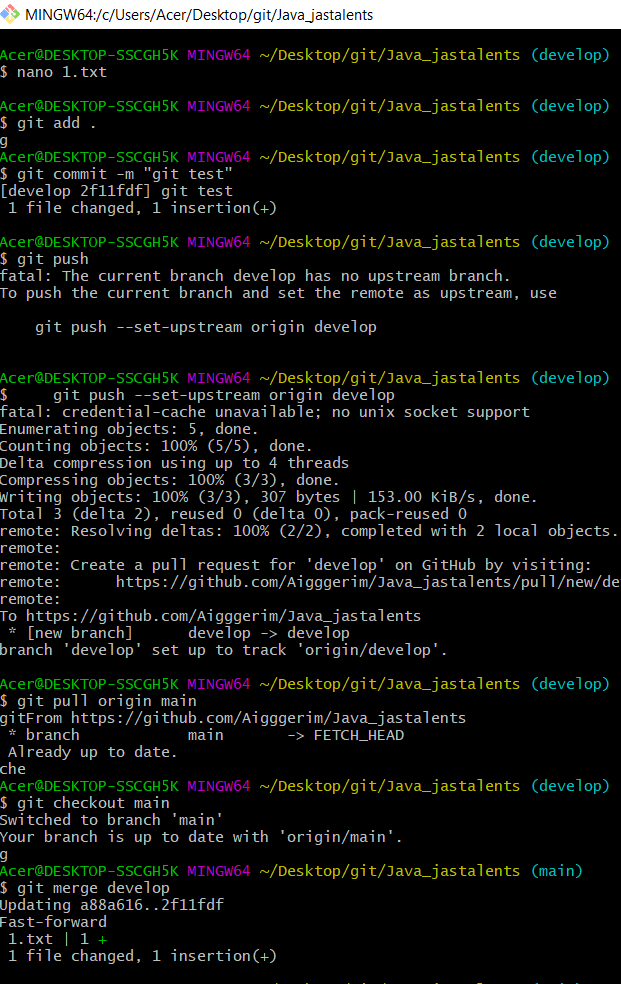 MINGW64:/c/Users/Acer/Desktop/git/Java_jastalents
Acer@DESKTOP-SSCGH5K MINGW64 ~/Desktop/git/Java_jastalents (develop)
$ nano 1.txt
Acer@DESKTOP-SSCGH5K MINGW64 ~/Desktop/git/Java_jastalents (develop)
$ git add .
g
Acer@DESKTOP-SSCGH5K MINGW64 ~/Desktop/git/Java_jastalents (develop)
$ git commit -m "git test"
[develop 2f11fdf] git test
 1 file changed, 1 insertion(+)
Acer@DESKTOP-SSCGH5K MINGW64 ~/Desktop/git/Java_jastalents (develop)
$ git push
fatal: The current branch develop has no upstream branch.
To push the current branch and set the remote as upstream, use
    git push --set-upstream origin develop
Acer@DESKTOP-SSCGH5K MINGW64 ~/Desktop/git/Java_jastalents (develop)
$     git push --set-upstream origin develop
fatal: credential-cache unavailable; no unix socket support
Enumerating objects: 5, done.
Counting objects: 100% (5/5), done.
Delta compression using up to 4 threads
Compressing objects: 100% (3/3), done.
Writing objects: 100% (3/3), 307 bytes | 153.00 KiB/s, done.
Total 3 (delta 2), reused 0 (delta 0), pack-reused 0
remote: Resolving deltas: 100% (2/2), completed with 2 local objects.
remote:
remote: Create a pull request for 'develop' on GitHub by visiting:
remote:      https://github.com/Aigggerim/Java_jastalents/pull/new/de
remote:
To https://github.com/Aigggerim/Java_jastalents
 * [new branch]      develop -> develop
branch 'develop' set up to track 'origin/develop'.
Acer@DESKTOP-SSCGH5K MINGW64 ~/Desktop/git/Java_jastalents (develop)
$ git pull origin main
gitFrom https://github.com/Aigggerim/Java_jastalents
 * branch            main       -> FETCH_HEAD
 Already up to date.
che
Acer@DESKTOP-SSCGH5K MINGW64 ~/Desktop/git/Java_jastalents (develop)
$ git checkout main
Switched to branch 'main'
Your branch is up to date with 'origin/main'.
g
Acer@DESKTOP-SSCGH5K MINGW64 ~/Desktop/git/Java_jastalents (main)
$ git merge develop
Updating a88a616..2f11fdf
Fast-forward
 1.txt | 1 +
 1 file changed, 1 insertion(+)